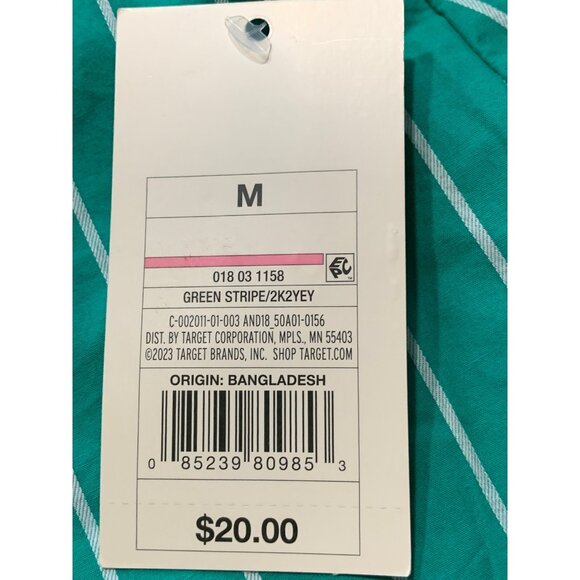 M
018 03 1158
EPC
GREEN STRIPE/2K2YEY
C-002011-01-003 AND18_50A01-0156
DIST. BY TARGET CORPORATION, MPLS., MN 55403
©2023 TARGET BRANDS, INC. SHOP TARGET.COM
ORIGIN: BANGLADESH
0 85239 80985 3
$20.00